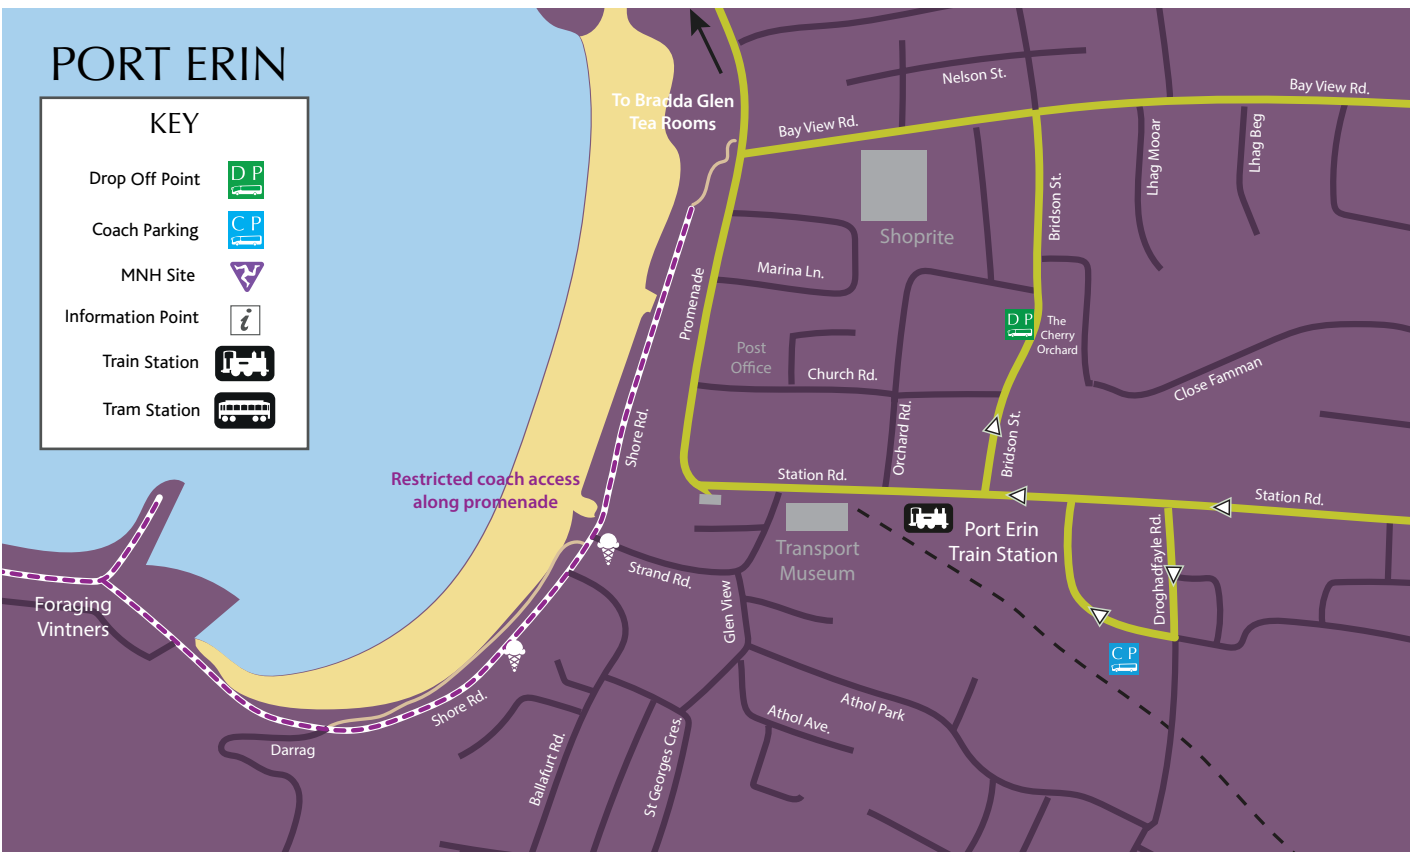 PORT ERIN
KEY
Drop Off Point
D P
Coach Parking
C P
MNH Site
Information Point
i
Train Station
Tram Station
To Bradda Glen
Tea Rooms
Nelson St.
Bay View Rd.
Bay View Rd.
Lhag Mooar
Lhag Beg
Bridson St.
Shoprite
Marina Ln.
Promenade
D P
The
Cherry
Orchard
Post
Office
Church Rd.
Close Famman
Orchard Rd.
Bridson St.
Shore Rd.
Restricted coach access
along promenade
Station Rd.
Station Rd.
Port Erin
Train Station
Transport
Museum
Droghadfayle Rd.
Strand Rd.
Glen View
Foraging
Vintners
C P
Shore Rd.
Athol Park
Athol Ave.
Darrag
Ballafurt Rd.
St Georges Cres.